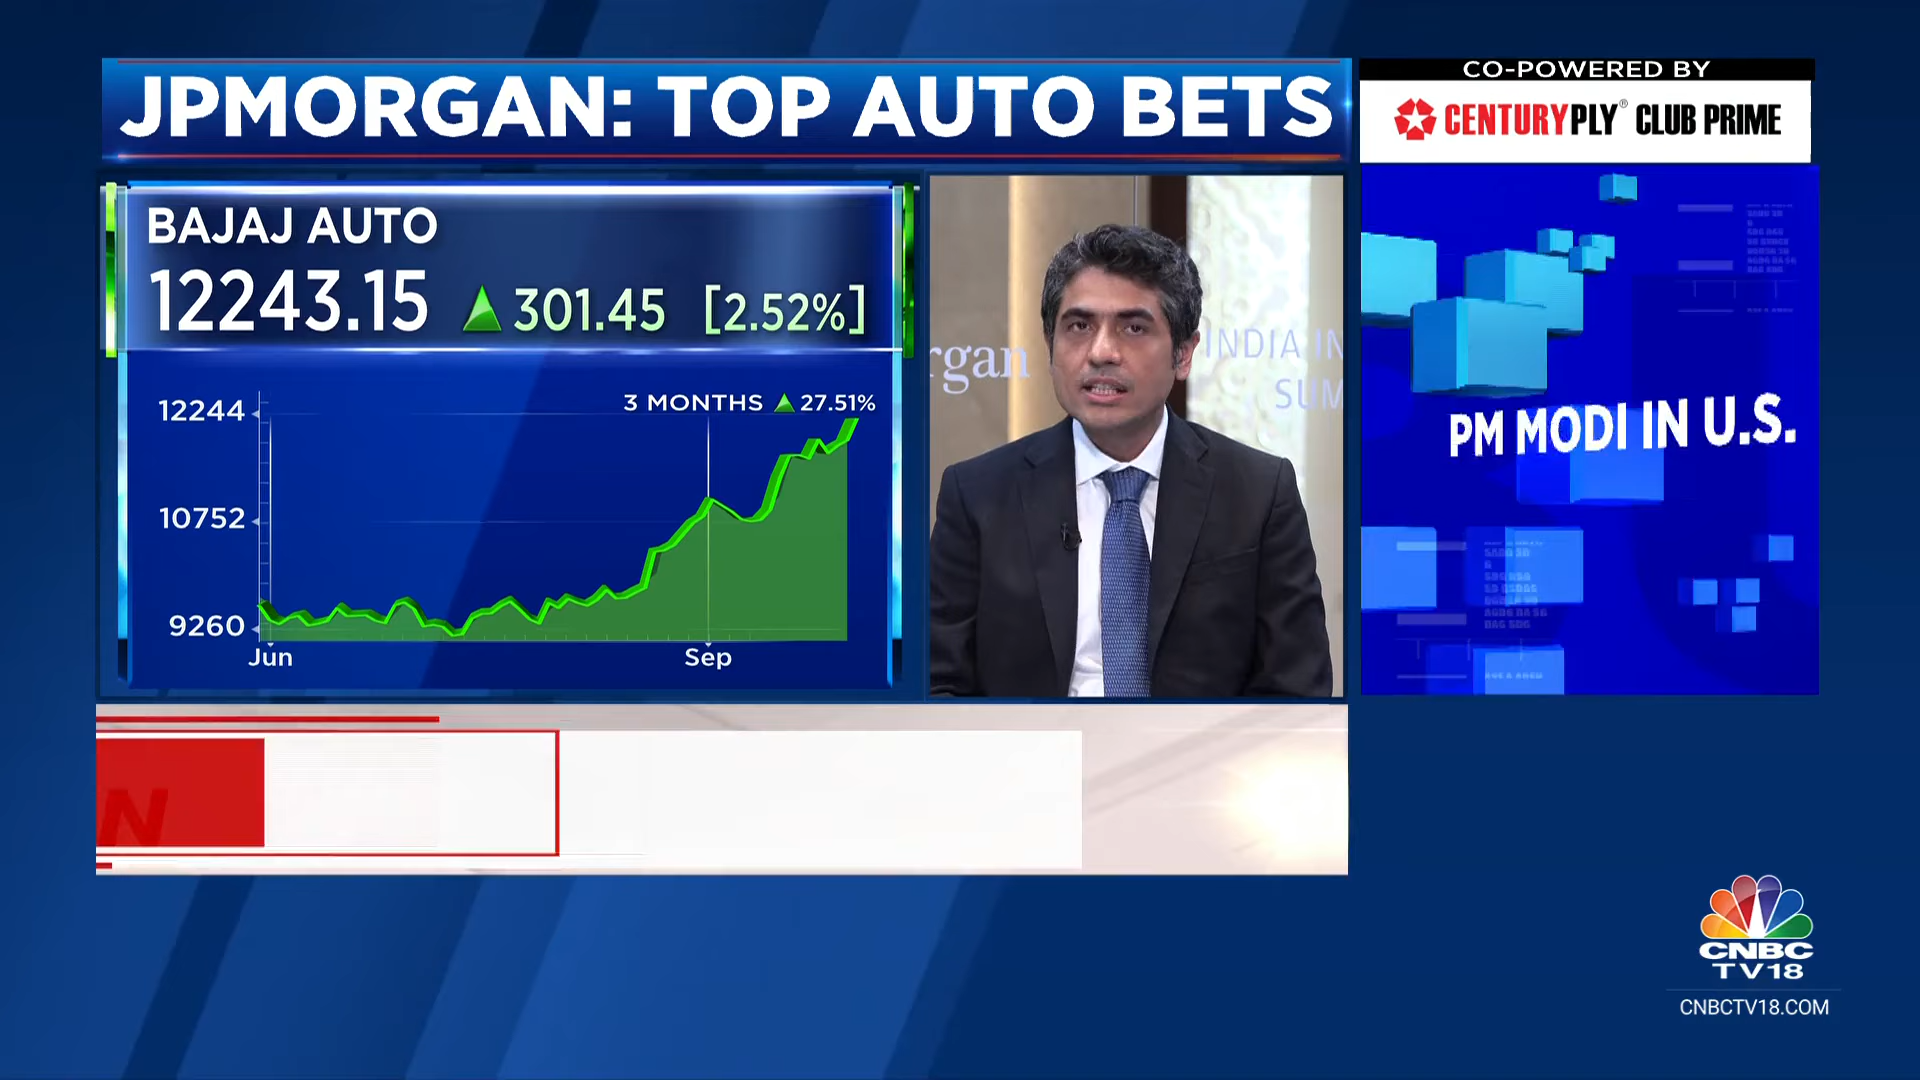 JPMORGAN: TOP AUTO BETS
CO-POWERED BY
CENTURYPLY® CLUB PRIME
BAJAJ AUTO
12243.15 ▲ 301.45 [2.52%]
3 MONTHS ▲ 27.51%
12244
10752
9260
Jun
Sep
rgan
INDIA IN
SUM
PM MODI IN U.S.
N
CNBC
TV18
CNBCTV18.COM